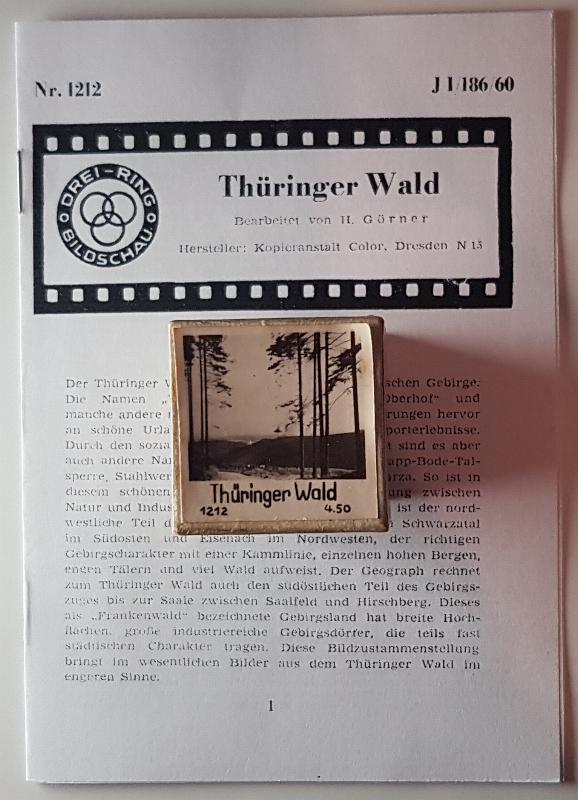 Nr. 1212
J I/186/60
DREI-RING
BILDSCHAU
Thüringer Wald
Bearbeitet von H. Görner
Hersteller: Kopieranstalt Color, Dresden N 15
Der Thüringer schen Gebirge.
Die Namen Oberhof“ und
manche andere rungen hervor
an schöne Urla porterlebnisse.
Durch den sozia t sind es aber
auch andere Na app-Bode-Tal-
sperre, Stahlwer So ist in
diesem schönen zwischen
Natur und Indus ist der nord-
westliche Teil d Schwarzatal
im Südosten und Eisenach im Nordwesten, der richtigen
Gebirgscharakter mit einer Kammlinie, einzelnen hohen Bergen,
engen Tälern und viel Wald aufweist. Der Geograph rechnet
zum Thüringer Wald auch den südöstlichen Teil des Gebirgs-
zuges bis zur Saale zwischen Saalfeld und Hirschberg. Dieses
als „Frankenwald“ bezeichnete Gebirgsland hat breite Hoch-
flächen, große industriereiche Gebirgsdörfer, die teils fast
städtischen Charakter tragen. Diese Bildzusammenstellung
bringt im wesentlichen Bilder aus dem Thüringer Wald im
engeren Sinne.
Thüringer Wald
1212 4.50
1